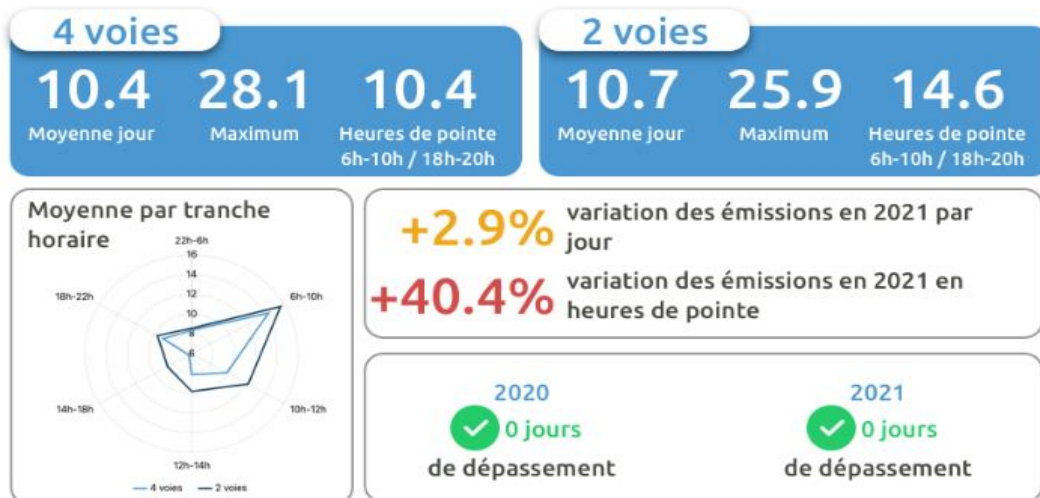 4 voies
10.4
28.1
10.4
Moyenne jour
Maximum
Heures de pointe
6h-10h / 18h-20h
2 voies
10.7
25.9
14.6
Moyenne jour
Maximum
Heures de pointe
6h-10h / 18h-20h
Moyenne par tranche
horaire
22h-6h
16
14
12
10
8
6
6h-10h
10h-12h
12h-14h
14h-18h
18h-22h
4 voies
2 voies
+2.9%
variation des émissions en 2021 par
jour
+40.4%
variation des émissions en 2021 en
heures de pointe
2020
0 jours
de dépassement
2021
0 jours
de dépassement